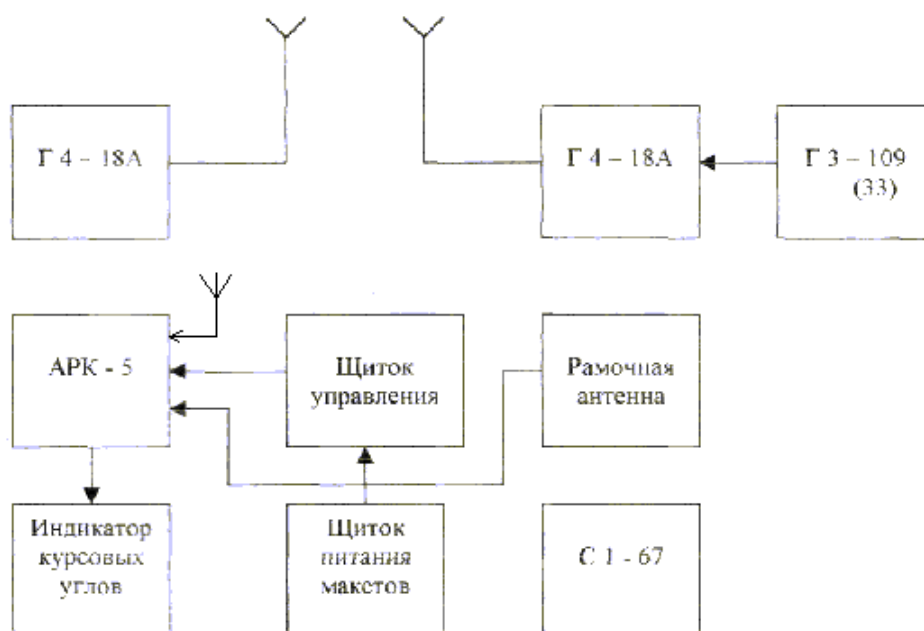 Г 4 – 18А
Г 4 – 18А
Г 3 – 109
(33)
АРК - 5
Щиток
управления
Рамочная
антенна
Индикатор
курсовых
углов
Щиток
питания
макетов
С 1 - 67